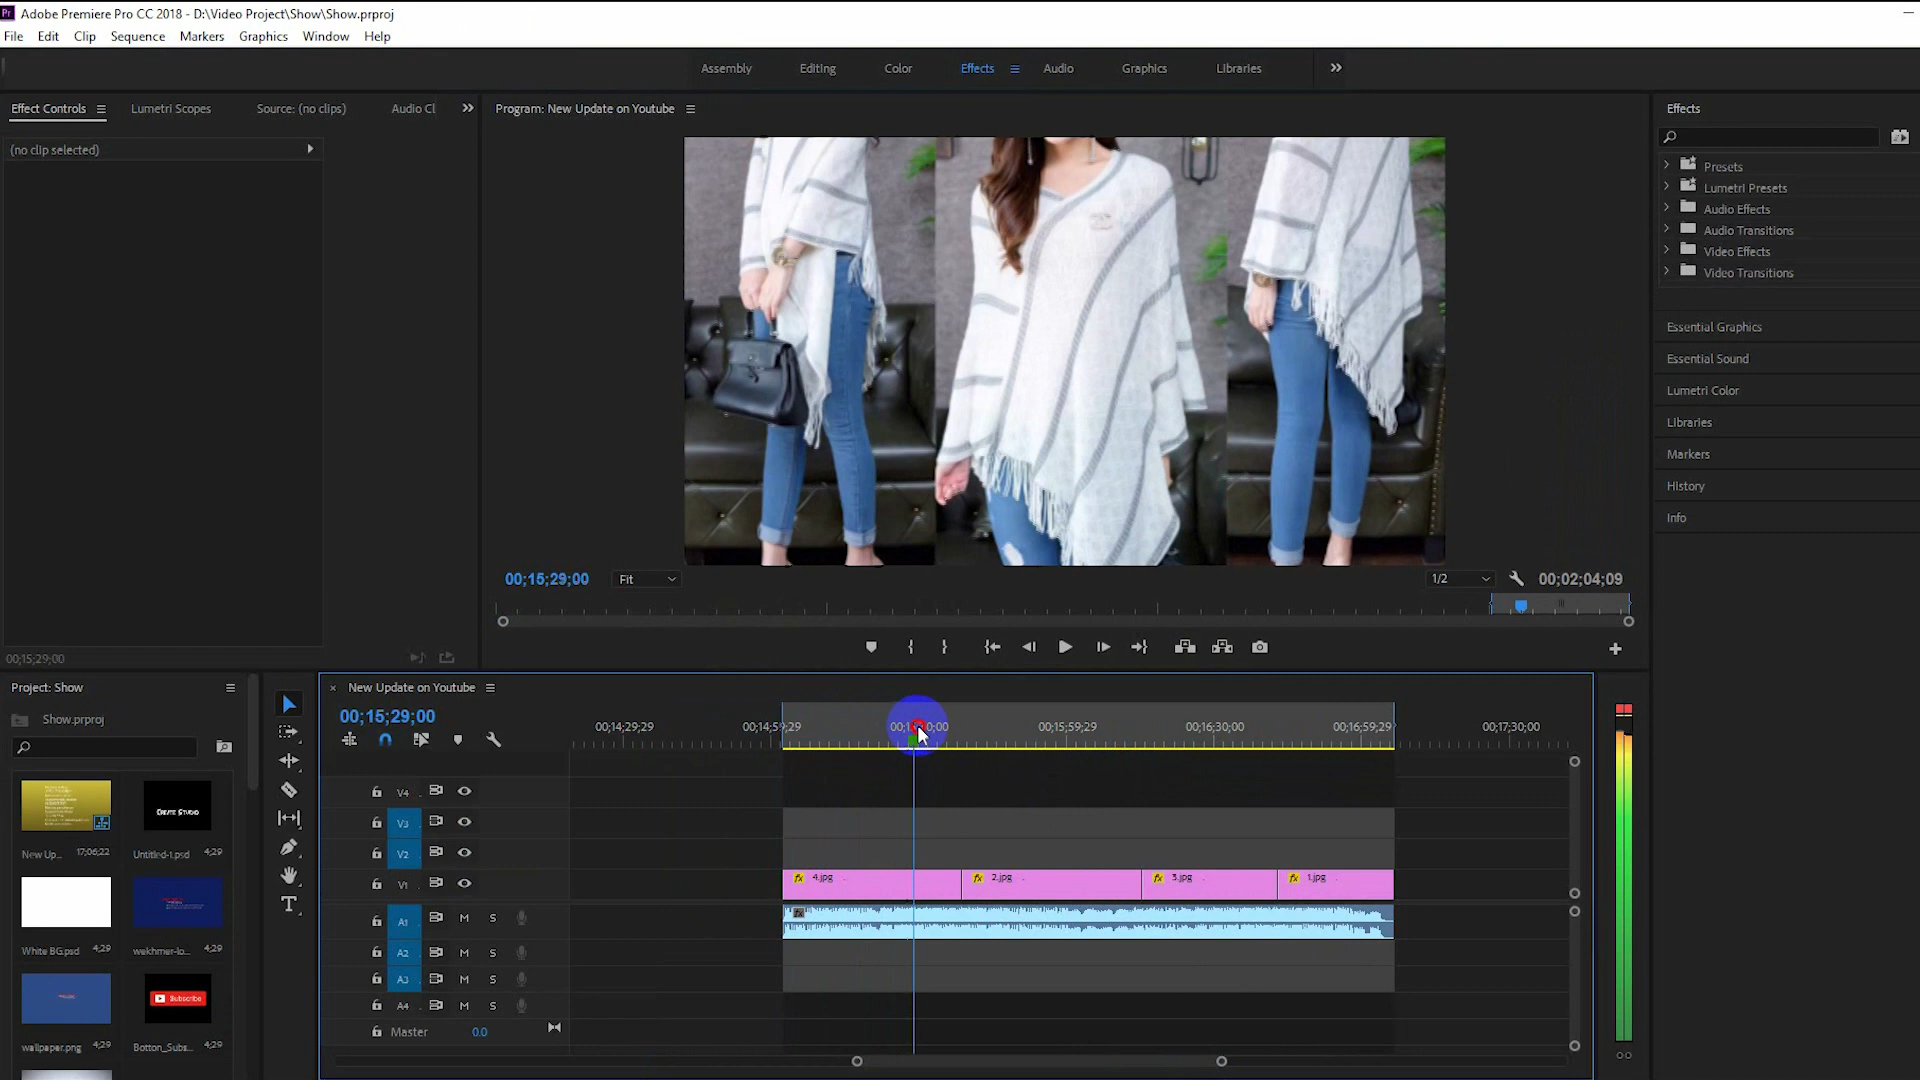 Adobe Premiere Pro CC 2018 - D:\Video Project\Show\Show.prproj
File Edit Clip Sequence Markers Graphics Window Help
Assembly Editing Color Effects Audio Graphics Libraries
Effect Controls Lumetri Scopes Source: (no clips) Audio Cl
Program: New Update on Youtube
Effects
(no clip selected)
Presets
Lumetri Presets
Audio Effects
Audio Transitions
Video Effects
Video Transitions
Essential Graphics
Essential Sound
Lumetri Color
Libraries
Markers
History
Info
00;15;29;00 Fit 1/2 00;02;04;09
00;15;29;00
Project: Show
Show.prproj
New Up... 17;06;22
CREATE STUDIO
Untitled-1.psd 4;29
White BG.psd 4;29
wekhmer-lo... 4;29
wallpaper.png 4;29
Subscribe
Botton_Subs... 4;29
New Update on Youtube
00;15;29;00
00;14;29;29 00;14;59;29 00;15;59;29 00;16;30;00 00;16;59;29 00;17;30;00
V4
V3
V2
V1 4.jpg 2.jpg 3.jpg 1.jpg
A1 M S
A2 M S
A3 M S
A4 M S
Master 0.0